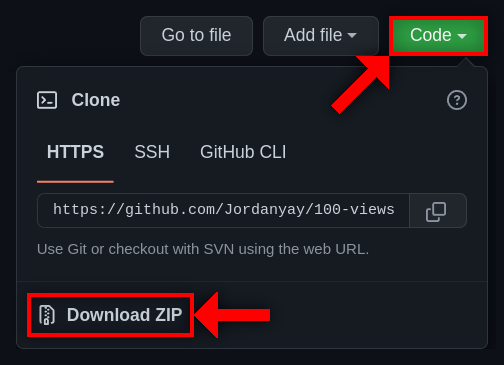 Go to file Add file Code
Clone
HTTPS SSH GitHub CLI
https://github.com/Jordanyay/100-views
Use Git or checkout with SVN using the web URL.
Download ZIP